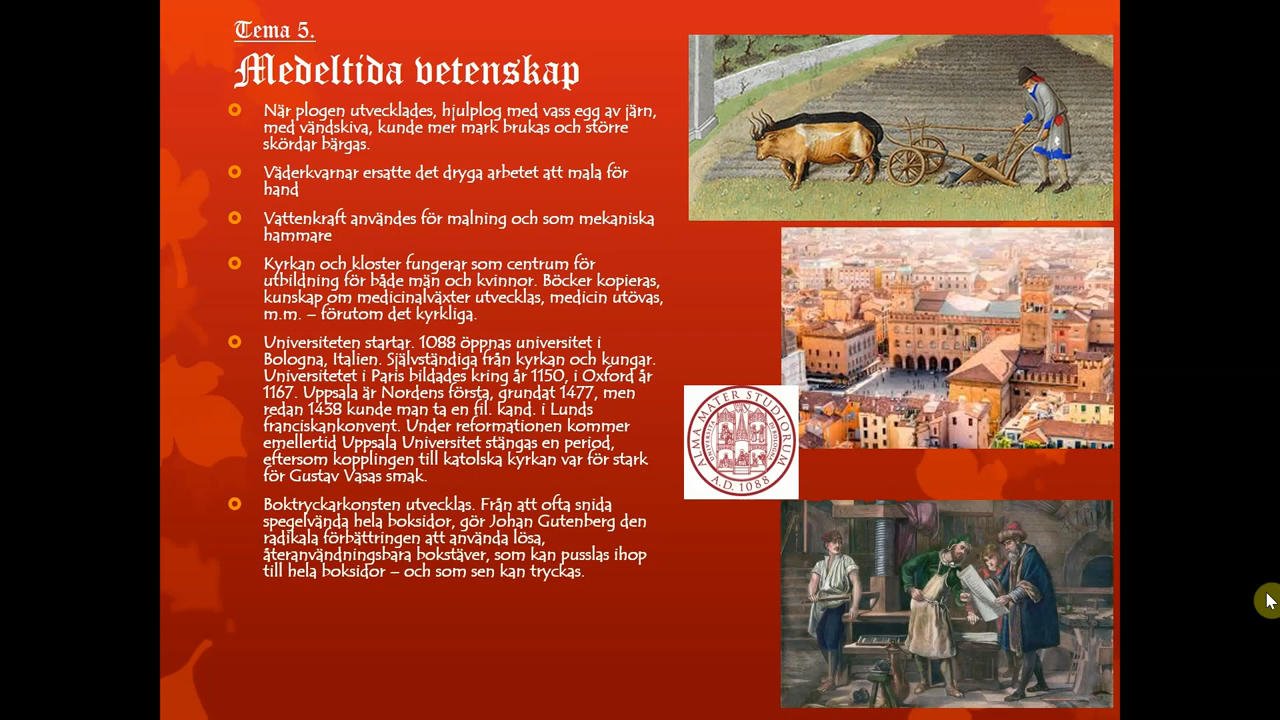 Tema 5.
Medeltida vetenskap
När plogen utvecklades, hjulplog med vass egg av järn,
med vändskiva, kunde mer mark brukas och större
skördar bärgas.
Väderkvarnar ersatte det dryga arbetet att mala för
hand
Vattenkraft användes för malning och som mekaniska
hammare
Kyrkan och kloster fungerar som centrum för
utbildning för både män och kvinnor. Böcker kopieras,
kunskap om medicinalväxter utvecklas, medicin utövas,
m.m. – förutom det kyrkliga.
Universiteten startar. 1088 öppnas universitet i
Bologna, Italien. Självständiga från kyrkan och kungar.
Universitetet i Paris bildades kring år 1150, i Oxford år
1167. Uppsala är Nordens första, grundat 1477, men
redan 1438 kunde man ta en fil. kand. i Lunds
franciskankonvent. Under reformationen kommer
emellertid Uppsala Universitet stängas en period,
eftersom kopplingen till katolska kyrkan var för stark
för Gustav Vasas smak.
Boktryckarkonsten utvecklas. Från att ofta snida
spegelvända hela boksidor, gör Johan Gutenberg den
radikala förbättringen att använda lösa,
återanvändningsbara bokstäver, som kan pusslas ihop
till hela boksidor – och som sen kan tryckas.
ALMA MATER STUDIORUM
A.D. 1088